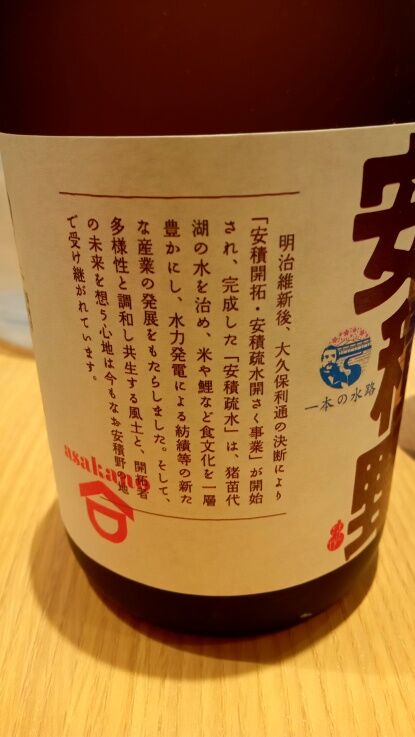 安積野
一本の水路
明治維新後、大久保利通の決断により
「安積開拓・安積疏水開さく事業」が開始
され、完成した「安積疏水」は、猪苗代
湖の水を治め、米や鯉など食文化を一層
豊かにし、水力発電による紡績等の新た
な産業の発展をもたらしました。そして、
多様性と調和し共生する風土と、開拓者
の未来を想う心地は今もなお安積野の地
で受け継がれています。
asakano